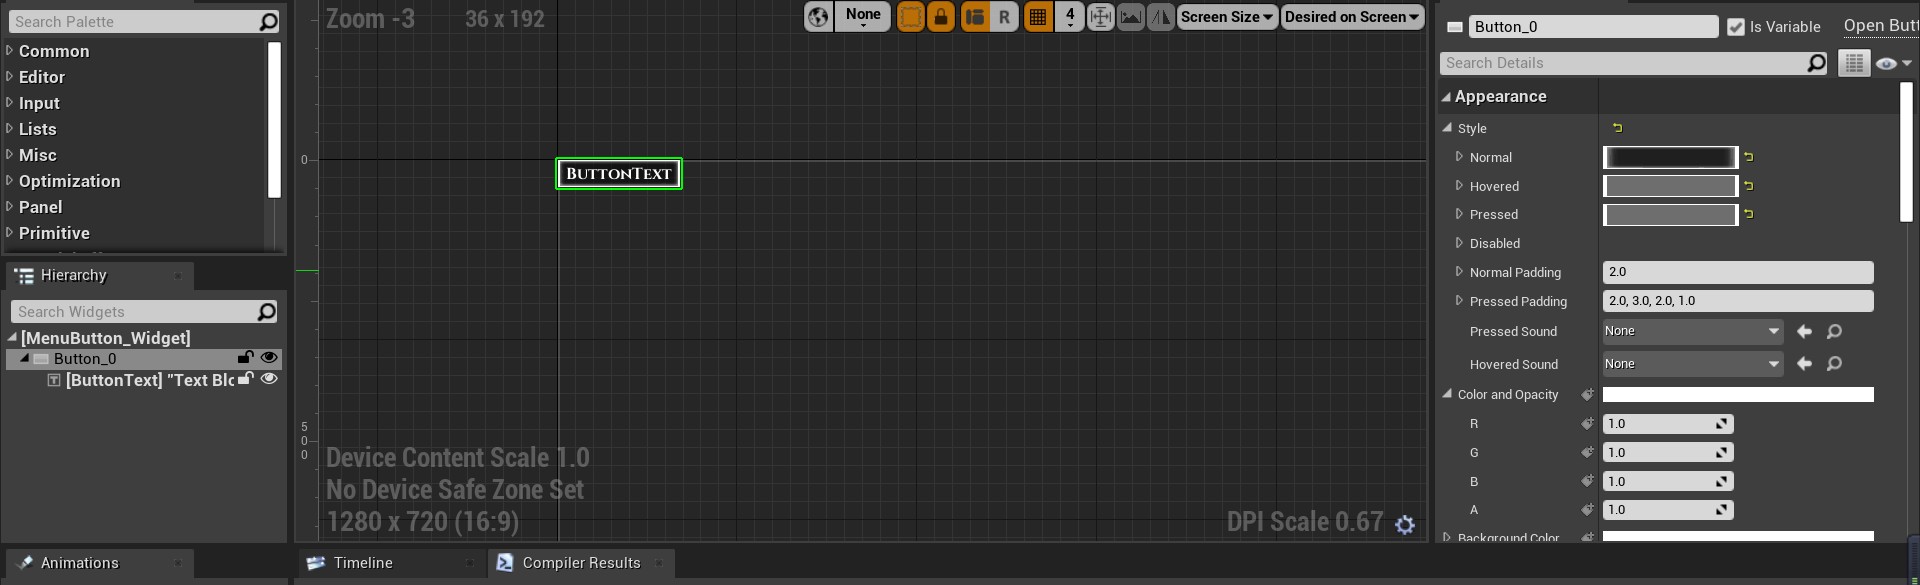 Search Palette
Common
Editor
Input
Lists
Misc
Optimization
Panel
Primitive
Hierarchy
Search Widgets
[MenuButton_Widget]
Button_0
[ButtonText] "Text Blc
Animations
Zoom -3
36 x 192
None
R
4
Screen Size
Desired on Screen
0
ButtonText
5
0
0
Device Content Scale 1.0
No Device Safe Zone Set
1280 x 720 (16:9)
DPI Scale 0.67
Timeline
Compiler Results
Button_0
Is Variable
Open Butt
Search Details
Appearance
Style
Normal
Hovered
Pressed
Disabled
Normal Padding 2.0
Pressed Padding 2.0, 3.0, 2.0, 1.0
Pressed Sound None
Hovered Sound None
Color and Opacity
R 1.0
G 1.0
B 1.0
A 1.0
Background Color